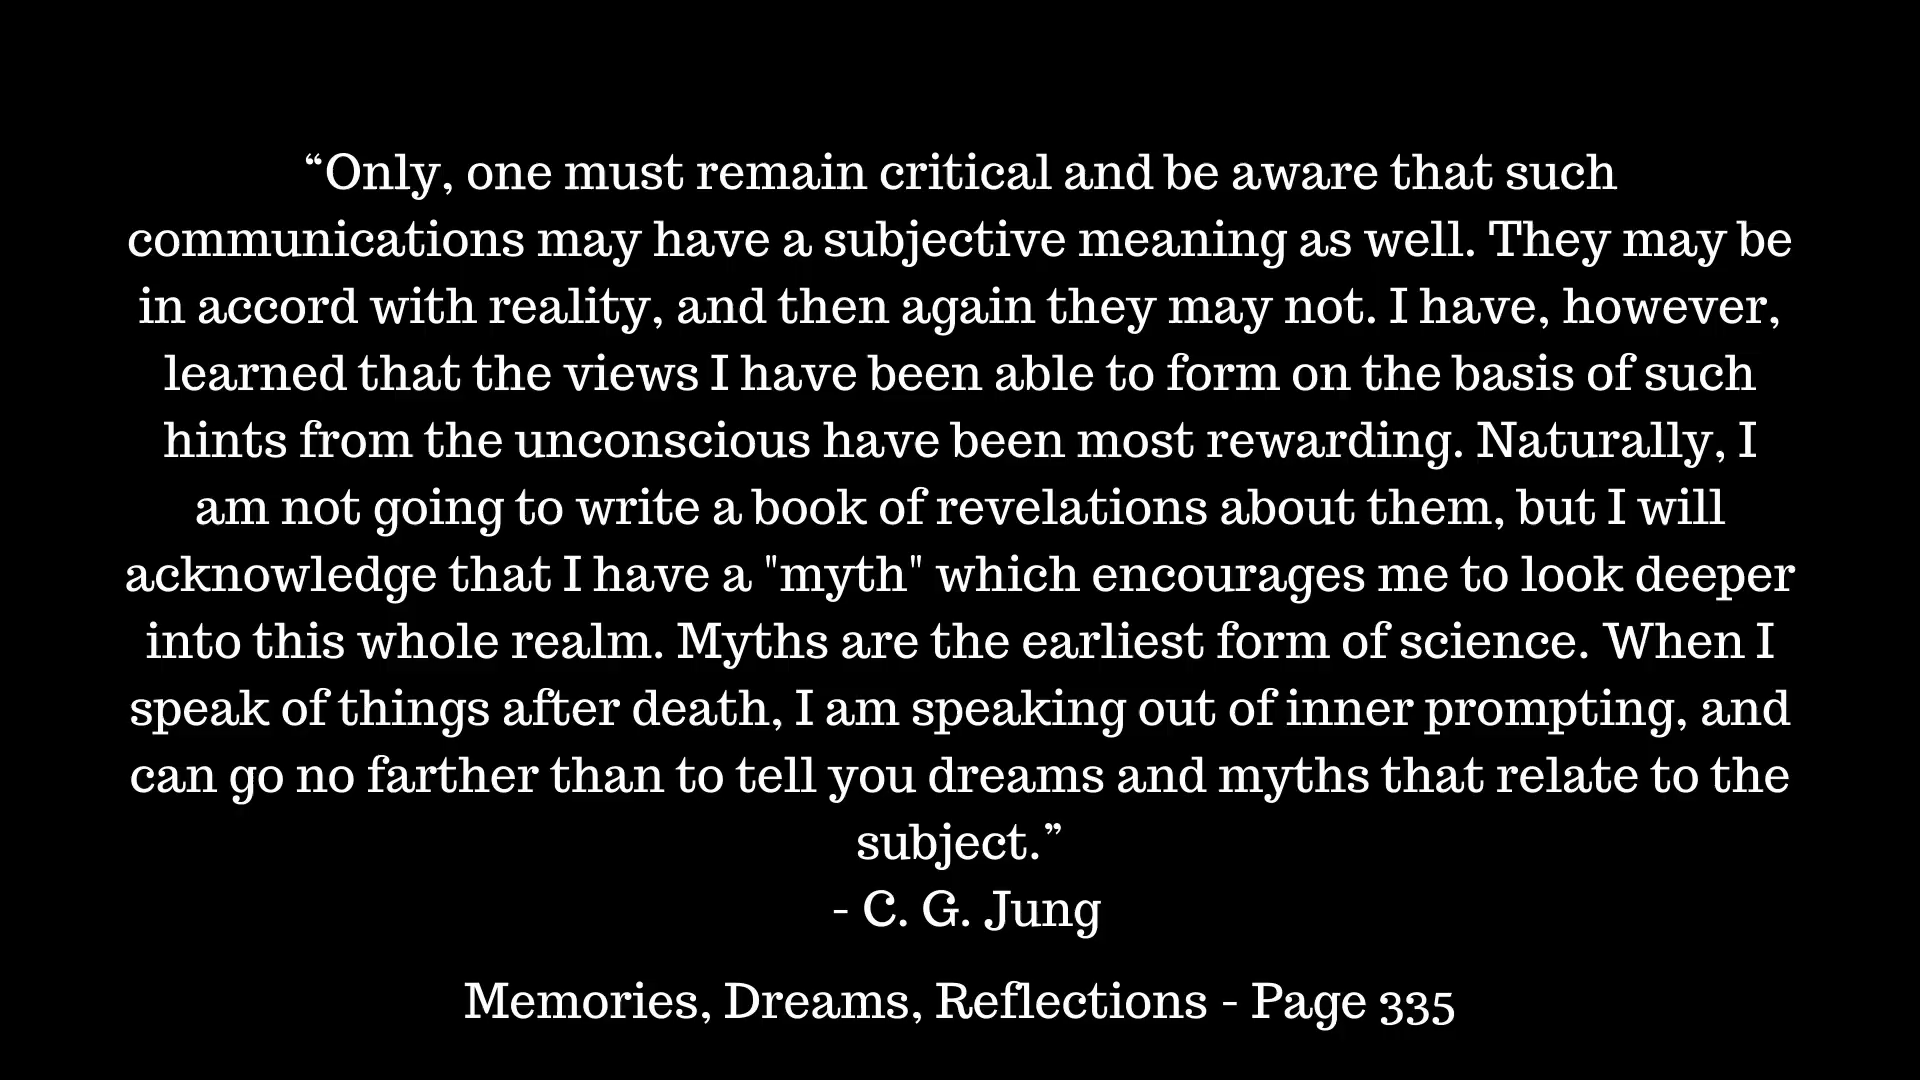 “Only, one must remain critical and be aware that such
communications may have a subjective meaning as well. They may be
in accord with reality, and then again they may not. I have, however,
learned that the views I have been able to form on the basis of such
hints from the unconscious have been most rewarding. Naturally, I
am not going to write a book of revelations about them, but I will
acknowledge that I have a "myth" which encourages me to look deeper
into this whole realm. Myths are the earliest form of science. When I
speak of things after death, I am speaking out of inner prompting, and
can go no farther than to tell you dreams and myths that relate to the
subject.”
- C. G. Jung
Memories, Dreams, Reflections - Page 335